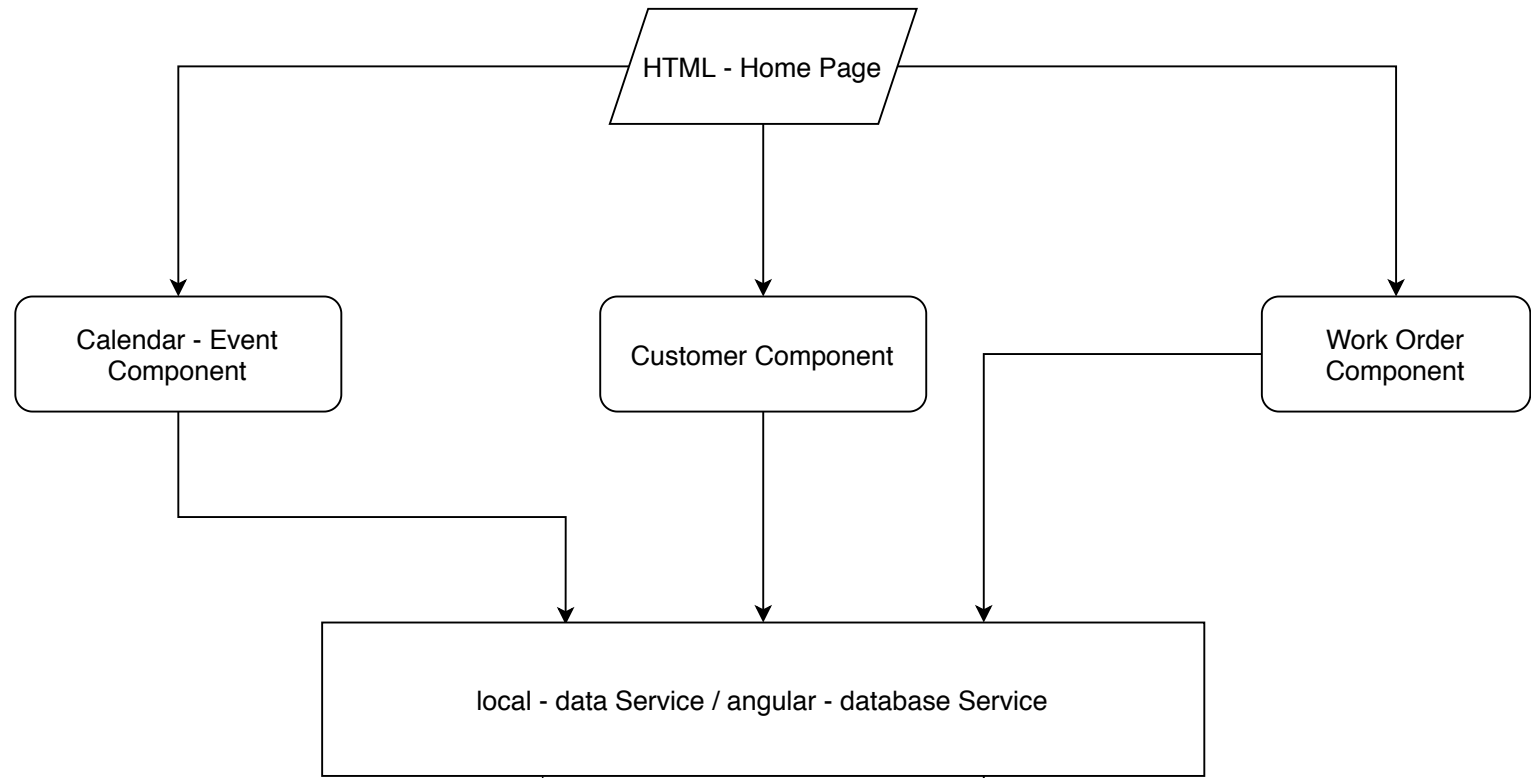 HTML - Home Page
Calendar - Event
Component
Customer Component
Work Order
Component
local - data Service / angular - database Service